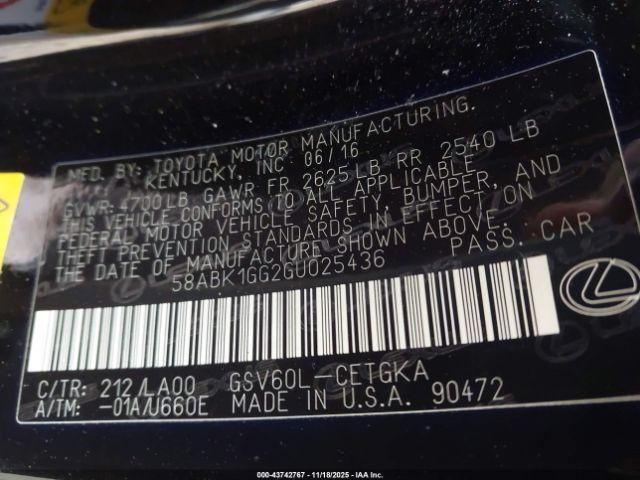 MFD. BY: TOYOTA MOTOR MANUFACTURING.
KENTUCKY, INC 06/16
GVWR: 4700 LB GAWR FR 2625 LB, RR 2540 LB
THIS VEHICLE CONFORMS TO ALL APPLICABLE
FEDERAL MOTOR VEHICLE SAFETY, BUMPER, AND
THEFT PREVENTION STANDARDS IN EFFECT ON
THE DATE OF MANUFACTURE SHOWN ABOVE.
58ABK1GG2GU025436 PASS. CAR
C/TR: 212/LA00 GSV60L-CETGKA
A/TM: -01A/U660E MADE IN U.S.A. 90472
000-43742767 - 11/18/2025 - IAAI.com